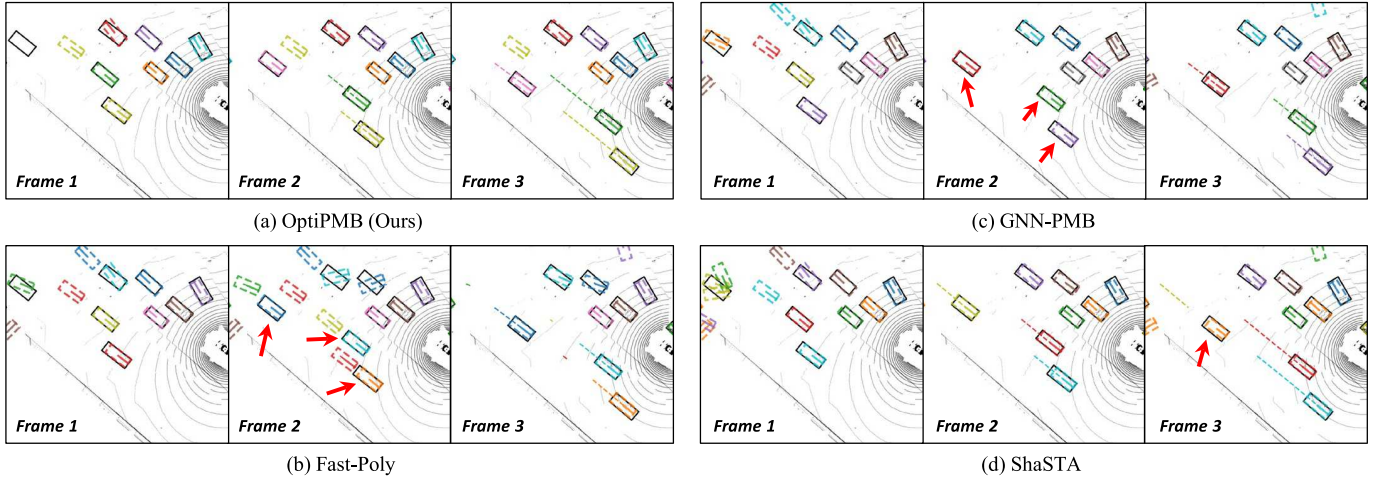 Frame 1
Frame 2
Frame 3
(a) OptiPMB (Ours)
Frame 1
Frame 2
Frame 3
(c) GNN-PMB
Frame 1
Frame 2
Frame 3
(b) Fast-Poly
Frame 1
Frame 2
Frame 3
(d) ShaSTA